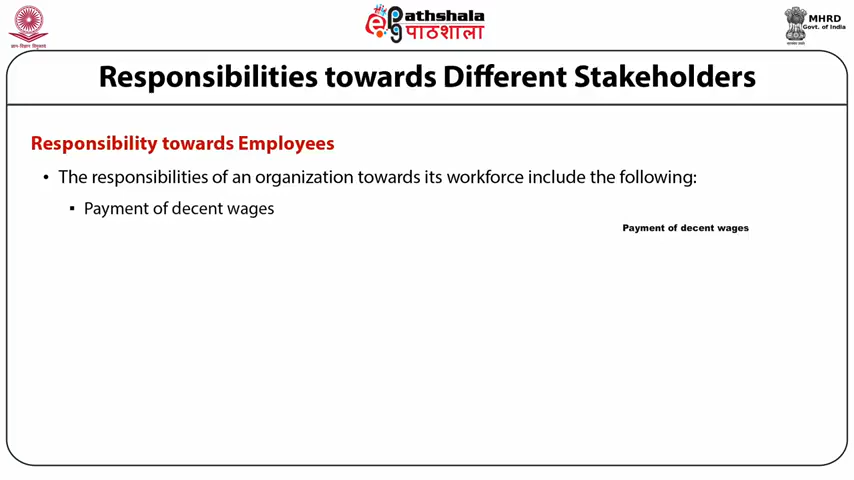 ePathshala
पाठशाला
MHRD
Govt. of India
Responsibilities towards Different Stakeholders
Responsibility towards Employees
• The responsibilities of an organization towards its workforce include the following:
▪ Payment of decent wages
Payment of decent wages